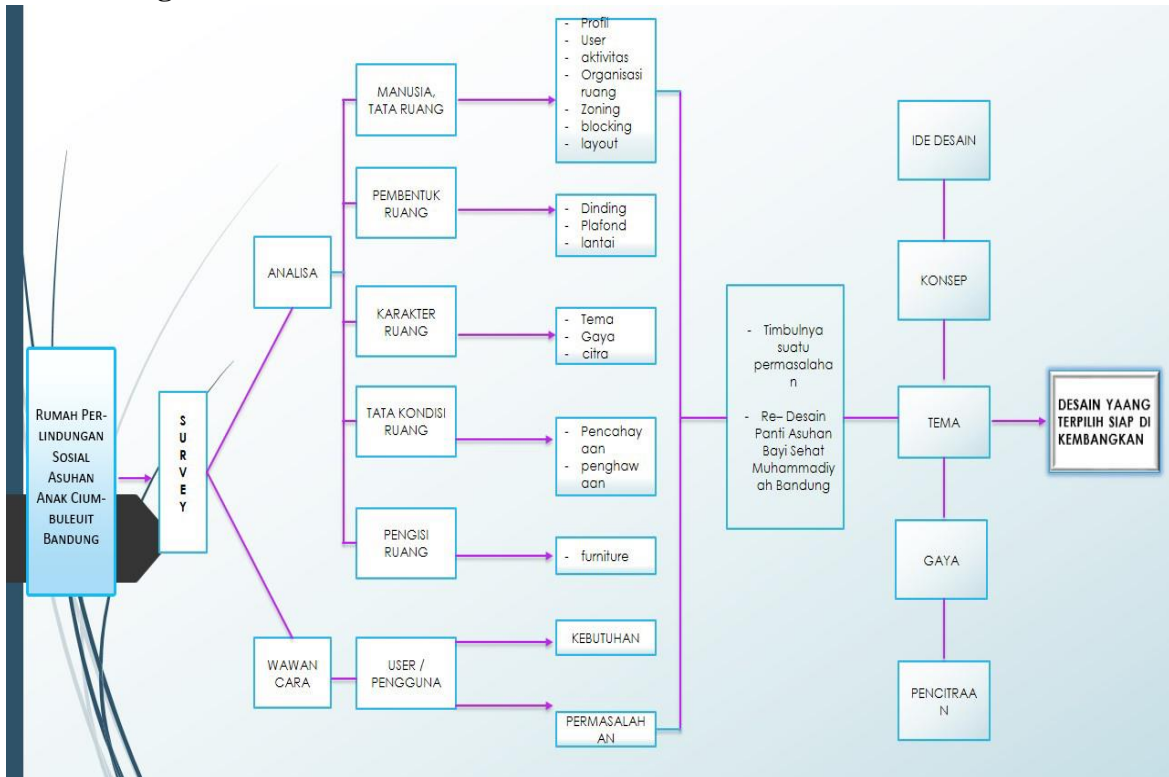 RUMAH PER-
LINDUNGAN
SOSIAL
ASUHAN
ANAK CIUM-
BULEUIT
BANDUNG
S
U
R
V
E
Y
ANALISA
WAWAN
CARA
MANUSIA,
TATA RUANG
PEMBENTUK
RUANG
KARAKTER
RUANG
TATA KONDISI
RUANG
PENGISI
RUANG
USER /
PENGGUNA
- Profil
- User
- aktivitas
- Organisasi
ruang
- Zoning
- blocking
- layout
- Dinding
- Plafond
- lantai
- Tema
- Gaya
- citra
- Pencahay
aan
- penghaw
aan
- furniture
KEBUTUHAN
PERMASALAH
AN
- Timbulnya
suatu
permasalaha
n
- Re– Desain
Panti Asuhan
Bayi Sehat
Muhammadiy
ah Bandung
IDE DESAIN
KONSEP
TEMA
GAYA
PENCITRAA
N
DESAIN YAANG
TERPILIH SIAP DI
KEMBANGKAN